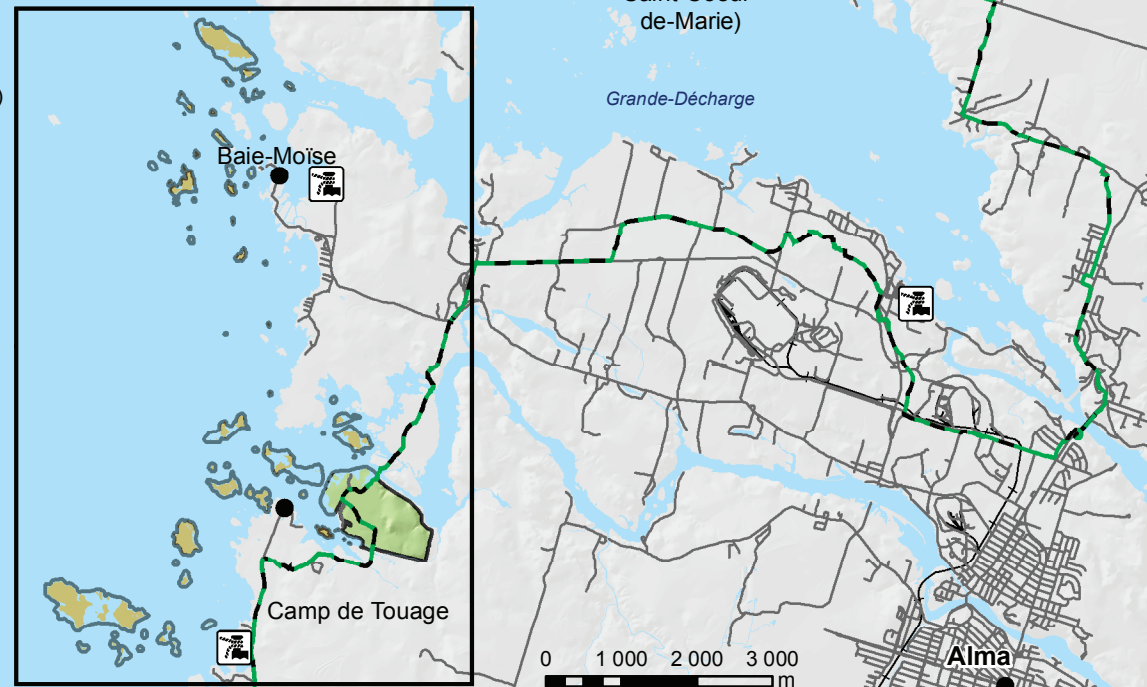 de-Marie)
Grande-Décharge
)
Baie-Moïse
Camp de Touage
0 1 000 2 000 3 000
m
Alma